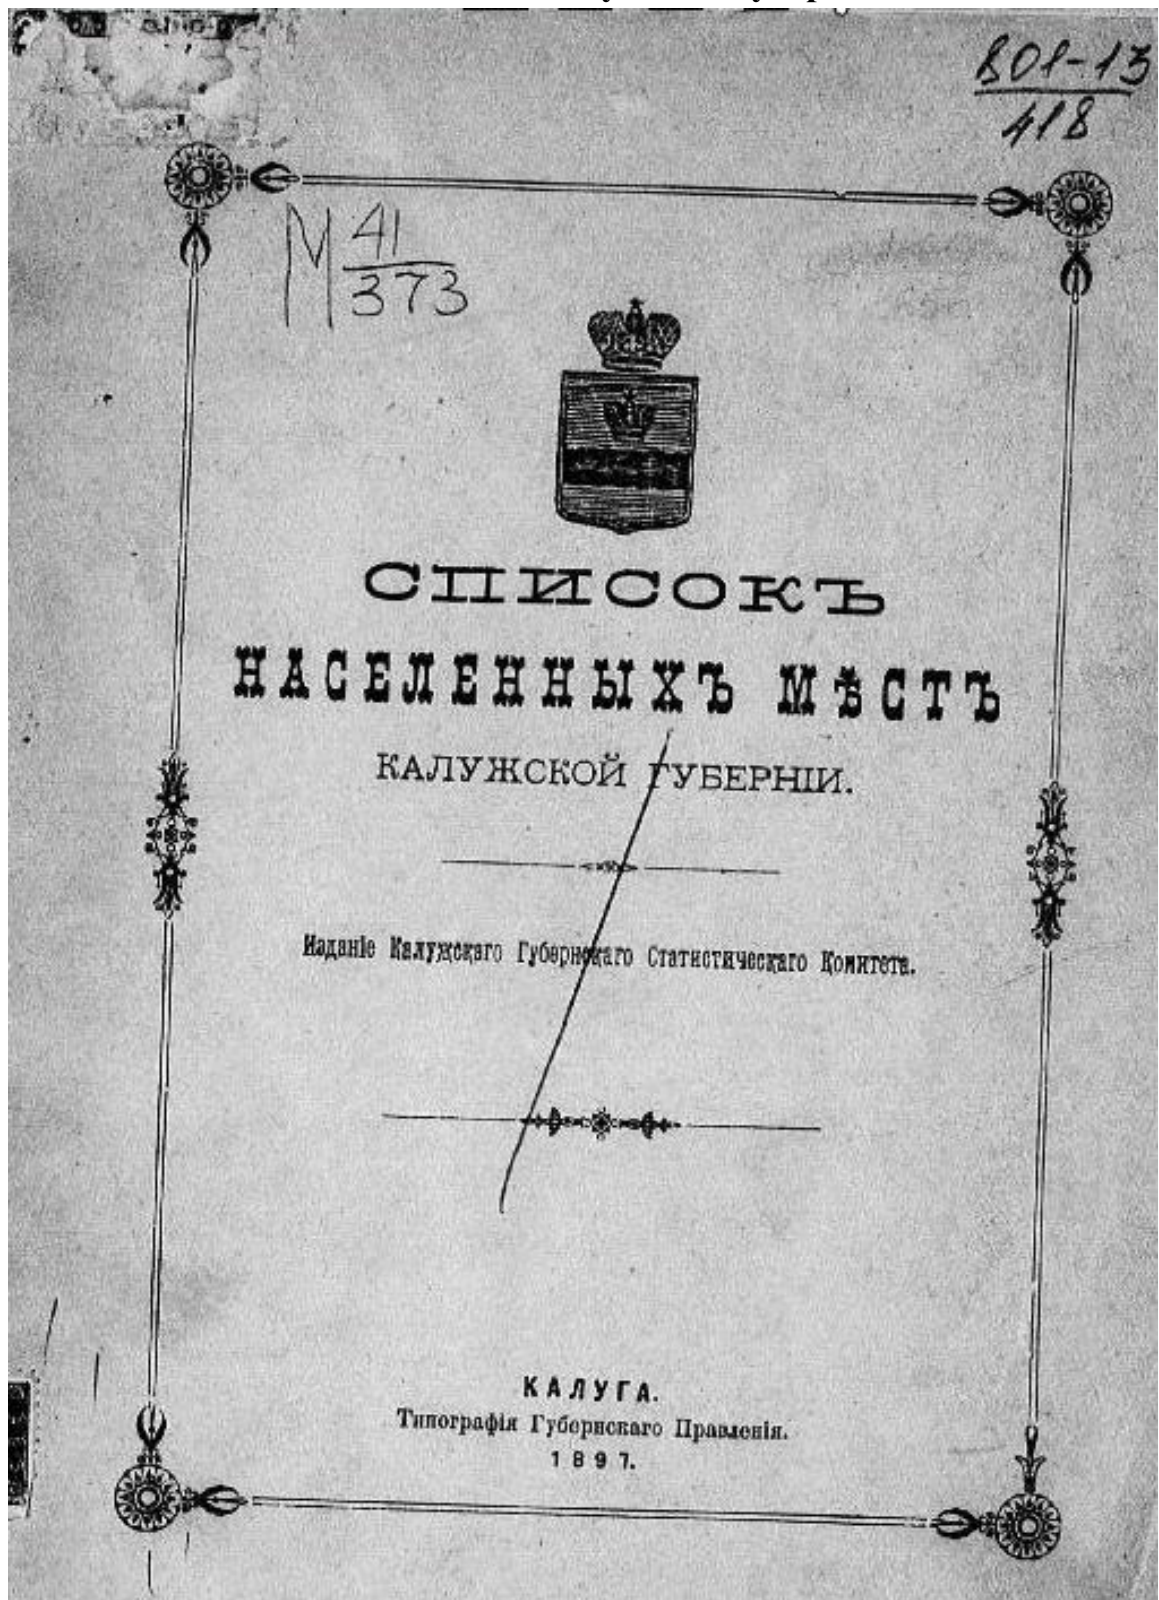 801-13
418
М 41
373
СПИСОКЪ
НАСЕЛЕННЫХЪ МѢСТЪ
КАЛУЖСКОЙ ГУБЕРНІИ.
Изданіе Калужскаго Губернскаго Статистическаго Комитета.
КАЛУГА.
Типографія Губернскаго Правленія.
1897.